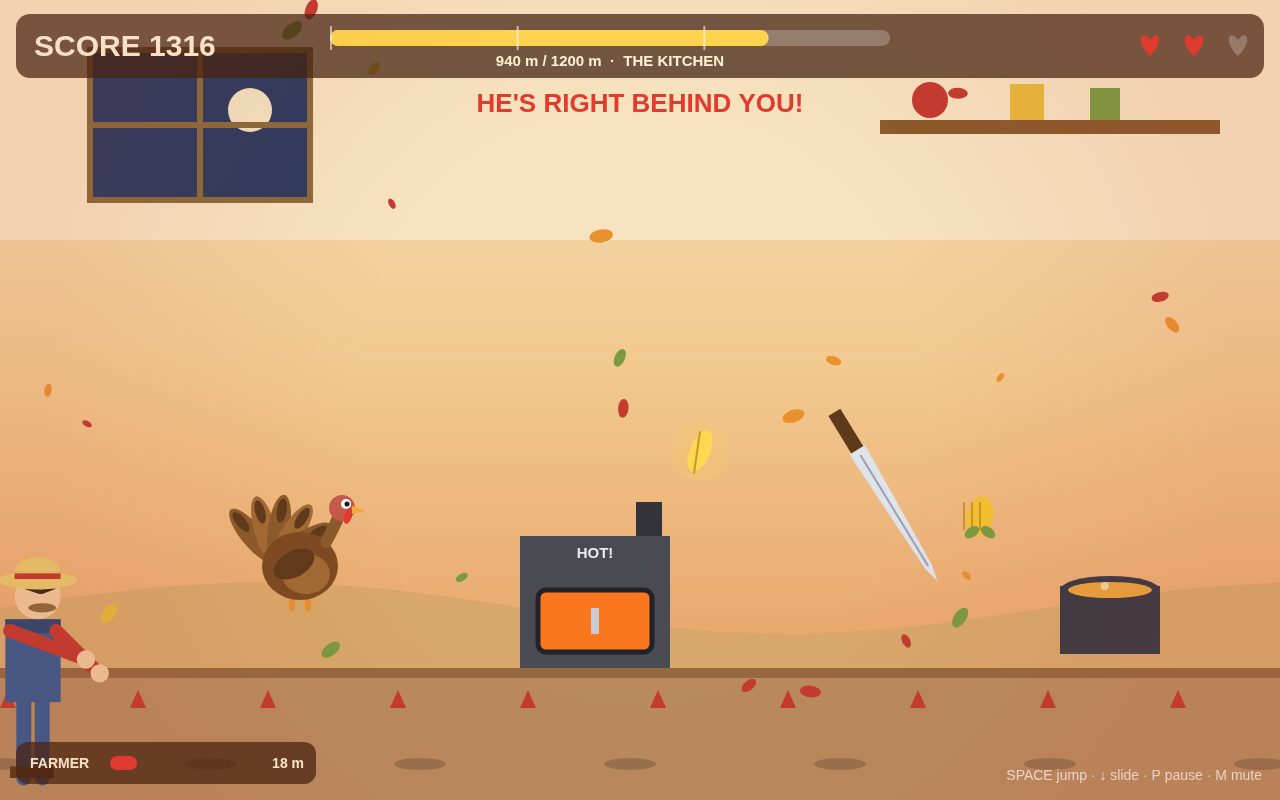 SCORE 1316
940 m / 1200 m · THE KITCHEN
HE'S RIGHT BEHIND YOU!
HOT!
FARMER 18 m
SPACE jump · ↓ slide · P pause · M mute